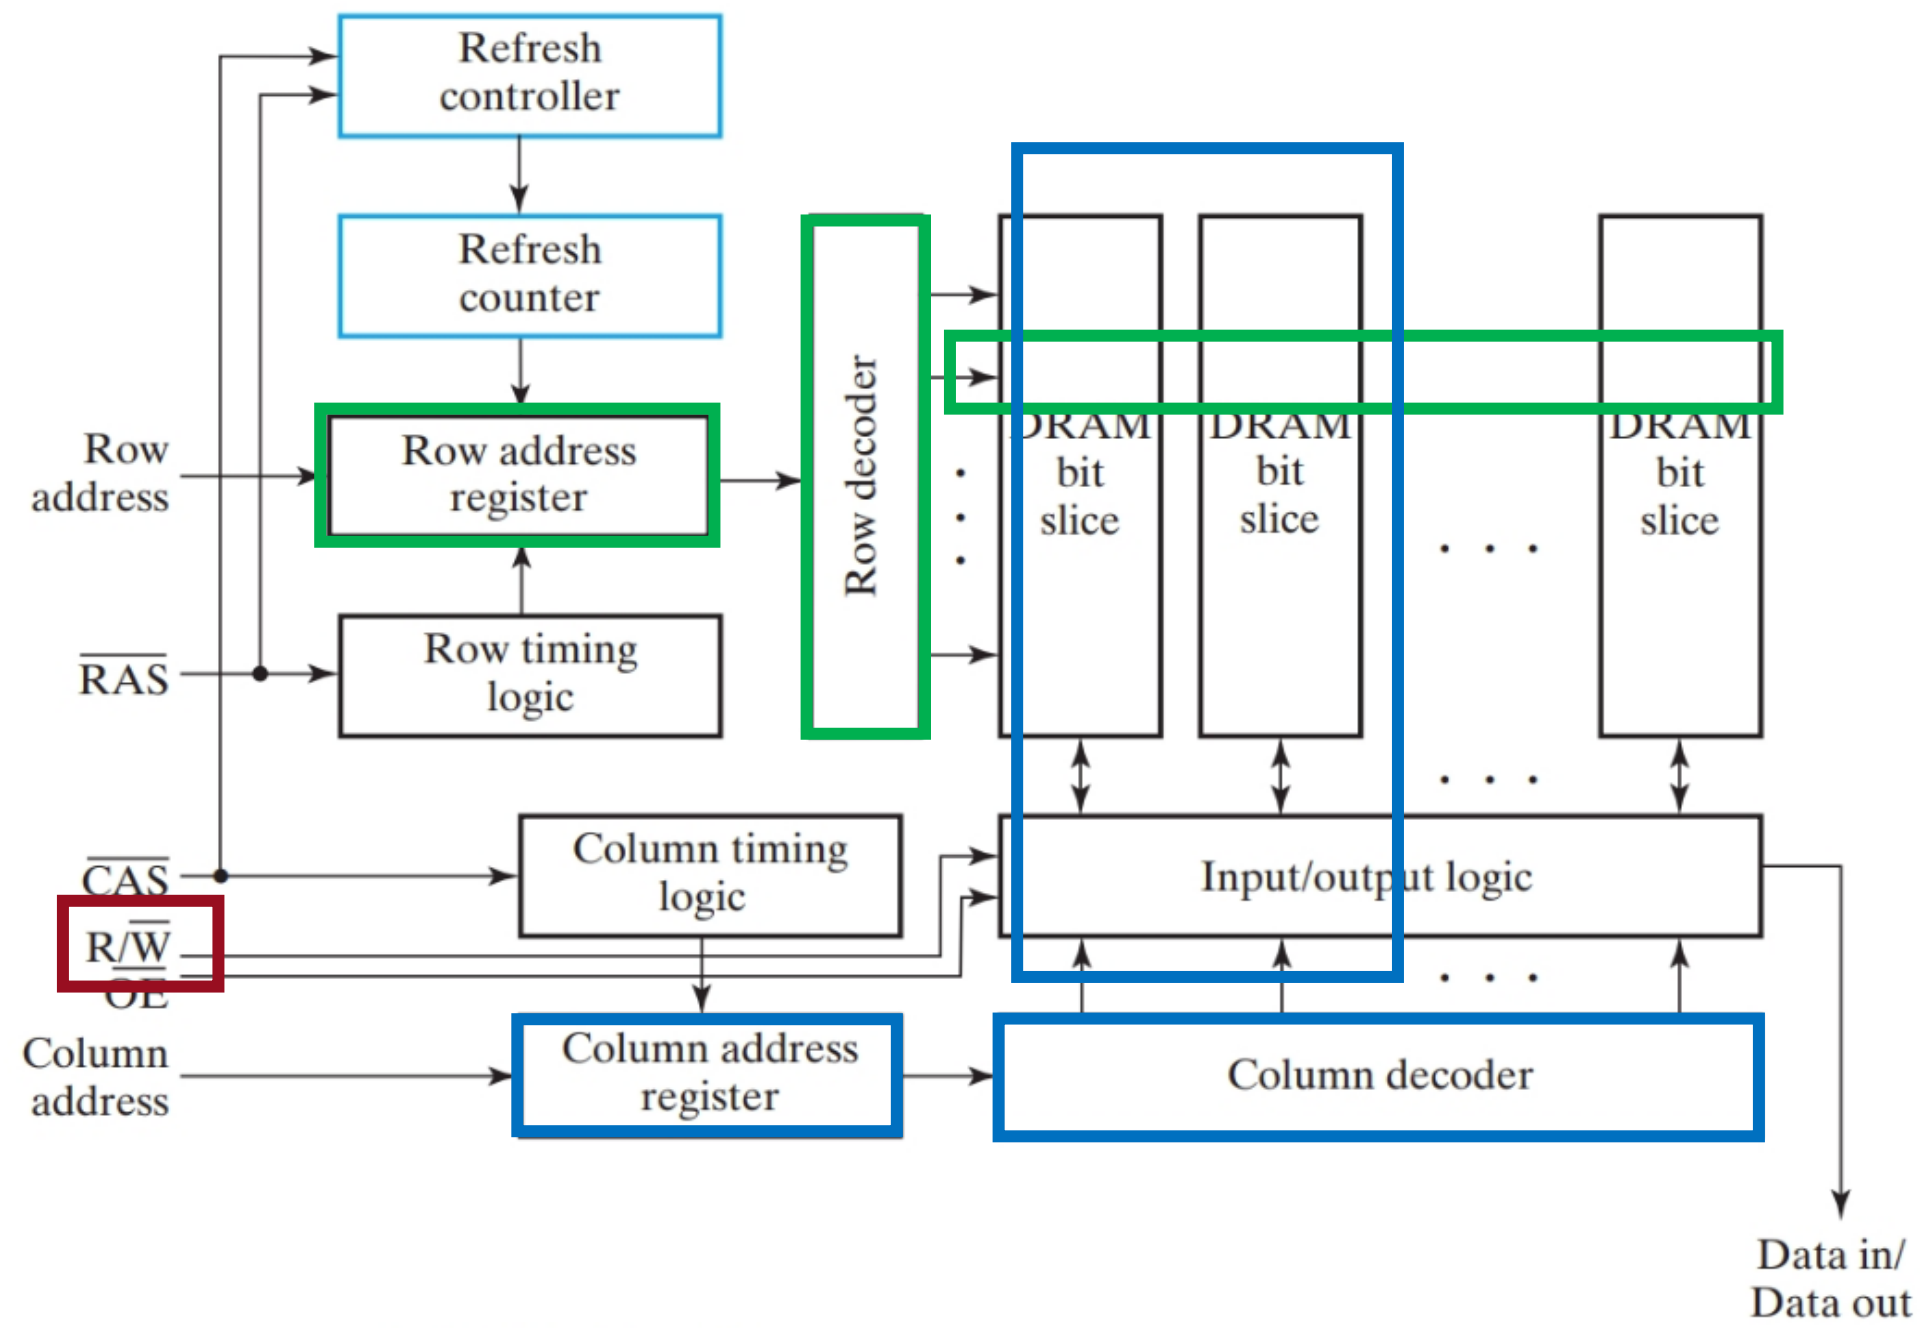 Refresh
controller
Refresh
counter
Row
address
Row address
register
Row decoder
DRAM
bit
slice
DRAM
bit
slice
. . .
DRAM
bit
slice
RAS
Row timing
logic
. . .
CAS
Column timing
logic
Input/output logic
R/W
OE
. . .
Column
address
Column address
register
Column decoder
Data in/
Data out